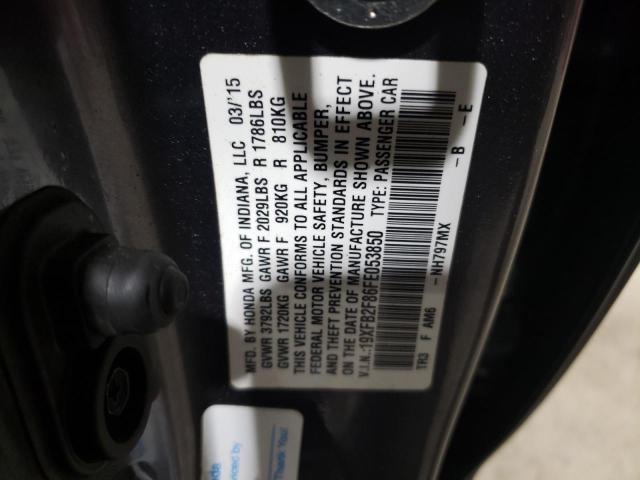 MFD. BY HONDA MFG. OF INDIANA, LLC 03/'15
GVWR 3792LBS GAWR F 2029LBS R 1786LBS
GVWR 1720KG GAWR F 920KG R 810KG
THIS VEHICLE CONFORMS TO ALL APPLICABLE
FEDERAL MOTOR VEHICLE SAFETY, BUMPER,
AND THEFT PREVENTION STANDARDS IN EFFECT
ON THE DATE OF MANUFACTURE SHOWN ABOVE.
V.I.N.:19XFB2F86FE053850 TYPE: PASSENGER CAR
TR3 F AM6 -NH797MX -B -E
Thank You!